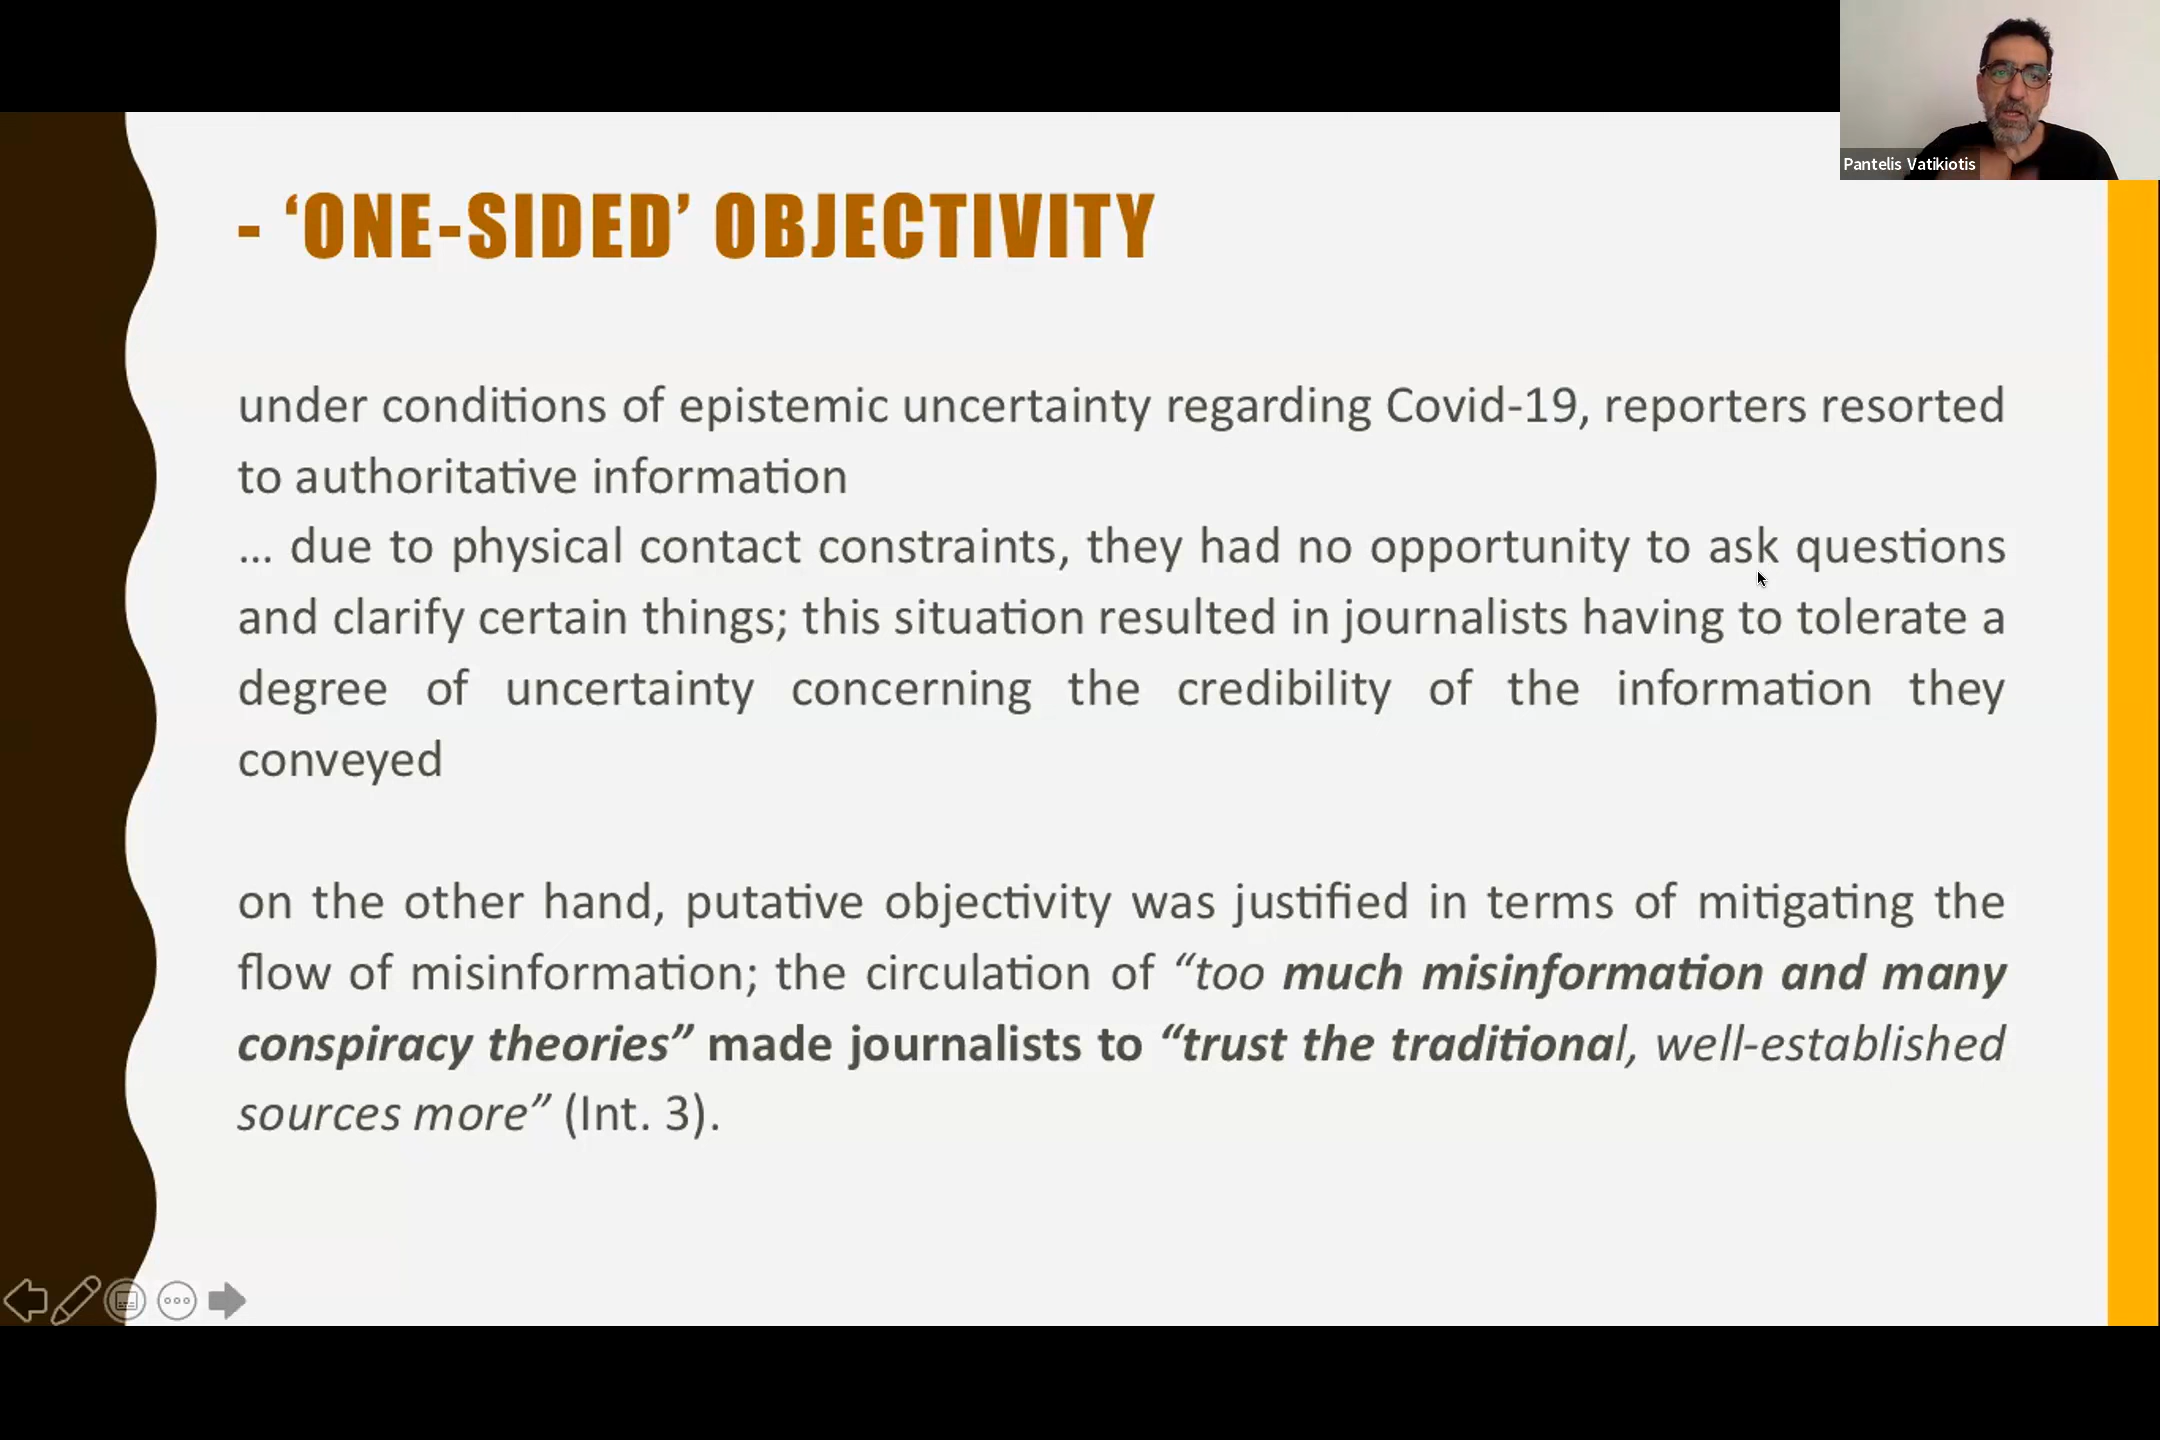 Pantelis Vatikiotis
- ‘ONE-SIDED’ OBJECTIVITY
under conditions of epistemic uncertainty regarding Covid-19, reporters resorted
to authoritative information
... due to physical contact constraints, they had no opportunity to ask questions
and clarify certain things; this situation resulted in journalists having to tolerate a
degree of uncertainty concerning the credibility of the information they
conveyed
on the other hand, putative objectivity was justified in terms of mitigating the
flow of misinformation; the circulation of “too much misinformation and many
conspiracy theories” made journalists to “trust the traditional, well-established
sources more” (Int. 3).